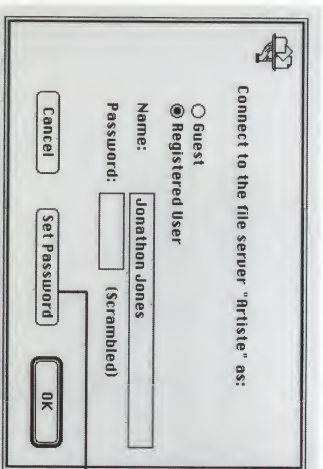 Connect to the file server "Artiste" as:
Guest
Registered User
Name: Jonathon Jones
Password: (Scrambled)
Cancel Set Password OK